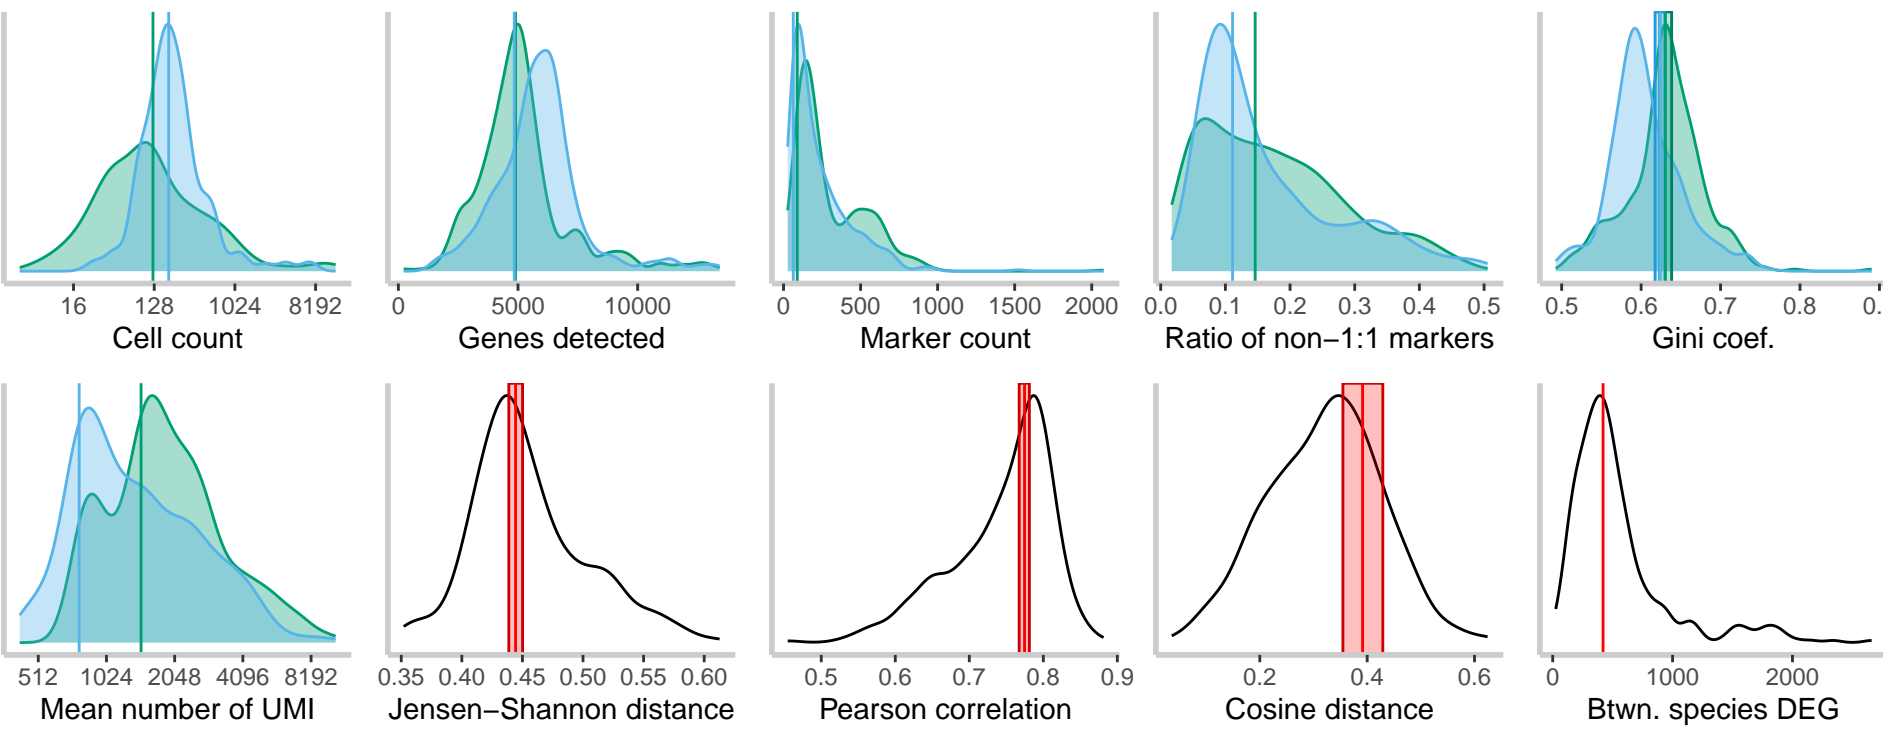 16 128 1024 8192
Cell count
0 5000 10000
Genes detected
0 500 1000 1500 2000
Marker count
0.0 0.1 0.2 0.3 0.4 0.5
Ratio of non−1:1 markers
0.5 0.6 0.7 0.8 0.
Gini coef.
512 1024 2048 4096 8192
Mean number of UMI
0.35 0.40 0.45 0.50 0.55 0.60
Jensen−Shannon distance
0.5 0.6 0.7 0.8 0.9
Pearson correlation
0.2 0.4 0.6
Cosine distance
0 1000 2000
Btwn. species DEG